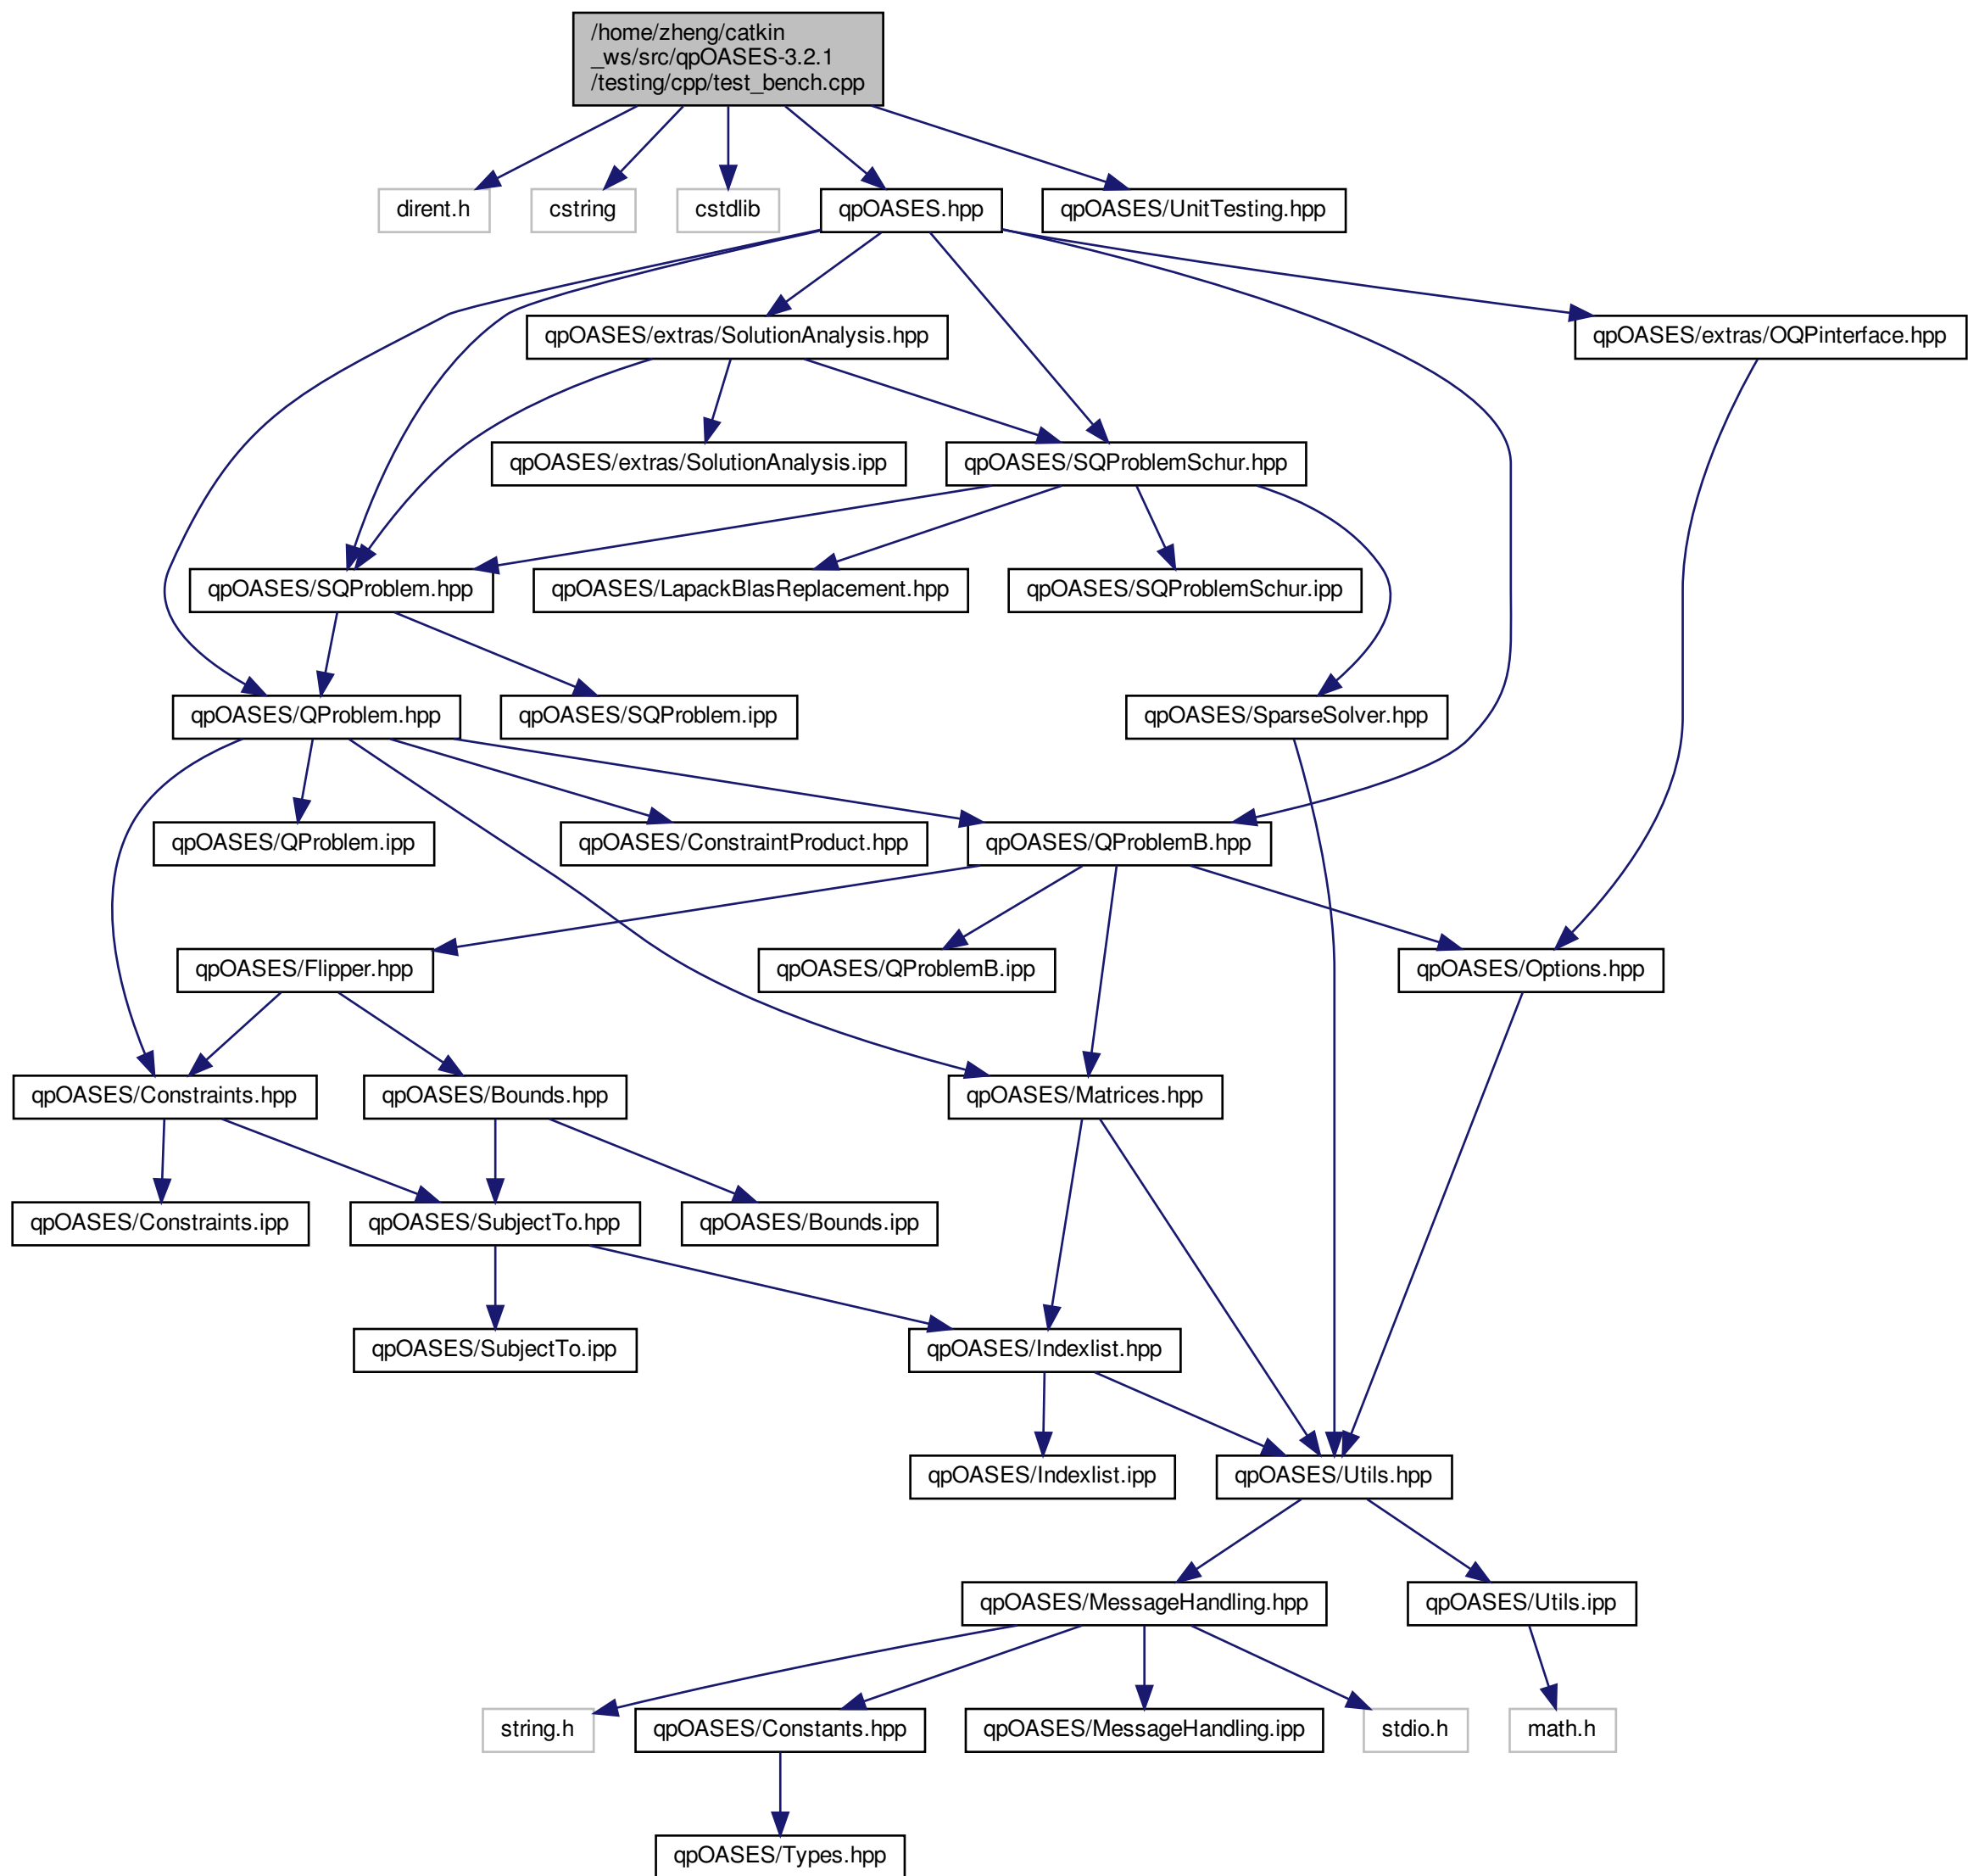 /home/zheng/catkin
_ws/src/qpOASES-3.2.1
/testing/cpp/test_bench.cpp
dirent.h
cstring
cstdlib
qpOASES.hpp
qpOASES/UnitTesting.hpp
qpOASES/extras/SolutionAnalysis.hpp
qpOASES/extras/OQPinterface.hpp
qpOASES/extras/SolutionAnalysis.ipp
qpOASES/SQProblemSchur.hpp
qpOASES/SQProblem.hpp
qpOASES/LapackBlasReplacement.hpp
qpOASES/SQProblemSchur.ipp
qpOASES/QProblem.hpp
qpOASES/SQProblem.ipp
qpOASES/SparseSolver.hpp
qpOASES/QProblem.ipp
qpOASES/ConstraintProduct.hpp
qpOASES/QProblemB.hpp
qpOASES/Flipper.hpp
qpOASES/QProblemB.ipp
qpOASES/Options.hpp
qpOASES/Constraints.hpp
qpOASES/Bounds.hpp
qpOASES/Matrices.hpp
qpOASES/Constraints.ipp
qpOASES/SubjectTo.hpp
qpOASES/Bounds.ipp
qpOASES/SubjectTo.ipp
qpOASES/Indexlist.hpp
qpOASES/Indexlist.ipp
qpOASES/Utils.hpp
qpOASES/MessageHandling.hpp
qpOASES/Utils.ipp
string.h
qpOASES/Constants.hpp
qpOASES/MessageHandling.ipp
stdio.h
math.h
qpOASES/Types.hpp